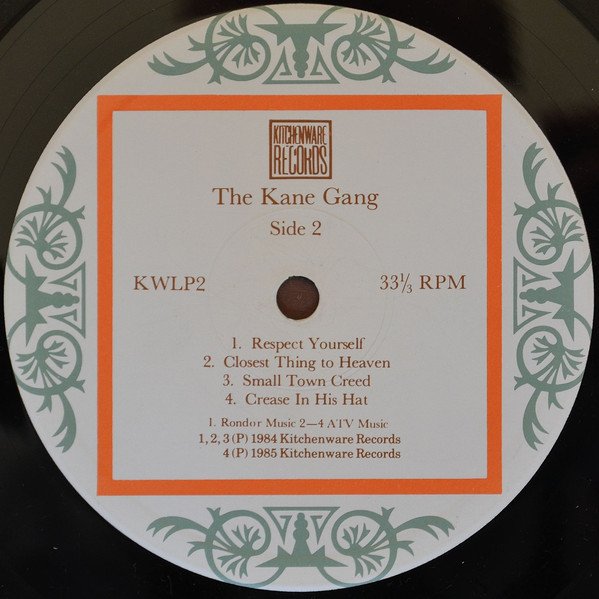 KITCHENWARE
RECORDS
The Kane Gang
Side 2
KWLP2 33⅓ RPM
1. Respect Yourself
2. Closest Thing to Heaven
3. Small Town Creed
4. Crease In His Hat
1. Rondor Music 2—4 ATV Music
1, 2, 3 (P) 1984 Kitchenware Records
4 (P) 1985 Kitchenware Records